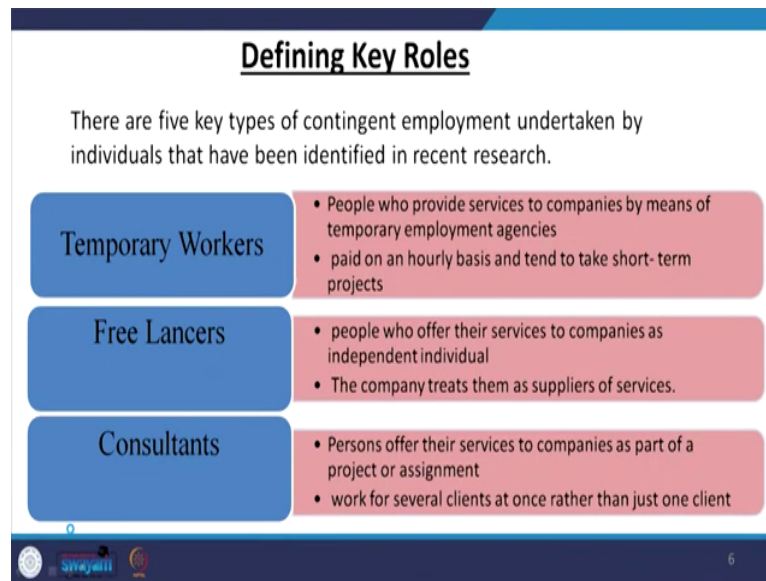 Defining Key Roles
There are five key types of contingent employment undertaken by
individuals that have been identified in recent research.
Temporary Workers
• People who provide services to companies by means of
temporary employment agencies
• paid on an hourly basis and tend to take short- term
projects
Free Lancers
• people who offer their services to companies as
independent individual
• The company treats them as suppliers of services.
Consultants
• Persons offer their services to companies as part of a
project or assignment
• work for several clients at once rather than just one client
swayam
6